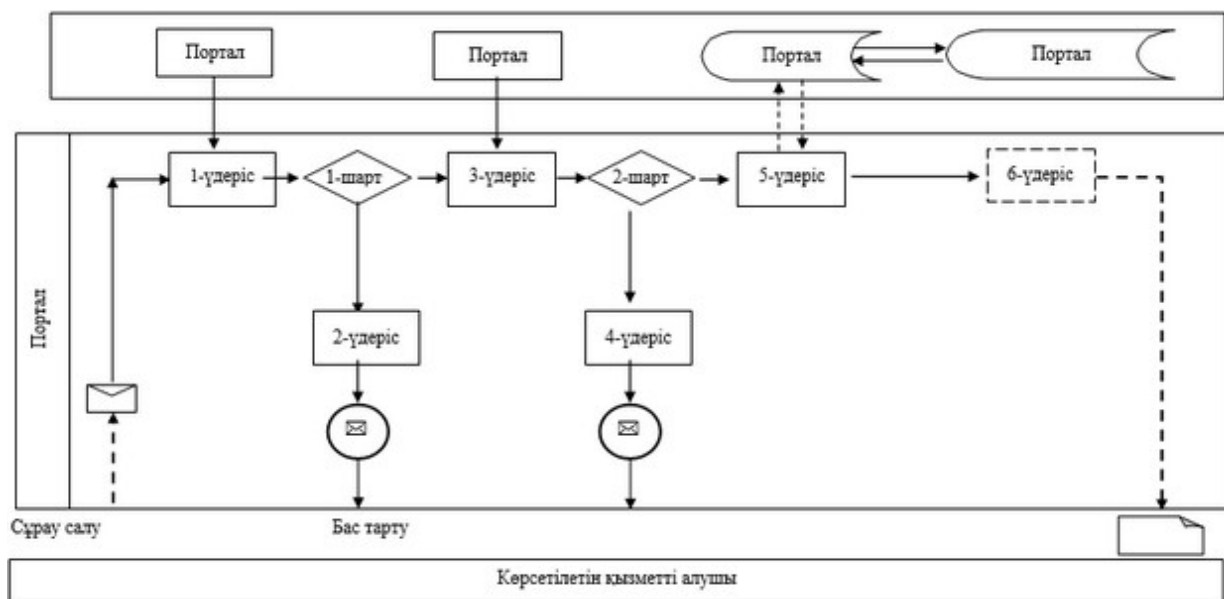 Портал
Портал
Портал
Портал
1-үдеріс
1-шарт
3-үдеріс
2-шарт
5-үдеріс
6-үдеріс
Портал
2-үдеріс
4-үдеріс
Сұрау салу
Бас тарту
Көрсетілетін қызметті алушы